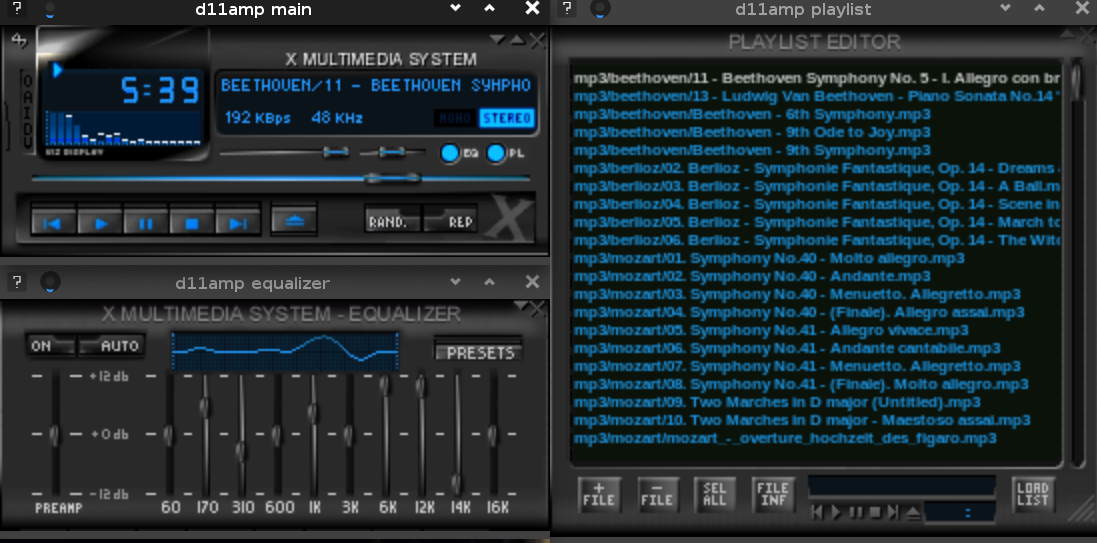 d11amp main
X MULTIMEDIA SYSTEM
OAIDU
5:39
BEETHOVEN/11 - BEETHOVEN SYMPHO
192 KBps 48 KHz
MONO STEREO
VIZ DISPLAY
EQ PL
RAND. REP
d11amp equalizer
X MULTIMEDIA SYSTEM - EQUALIZER
ON AUTO
PRESETS
+12 db
+0 db
-12 db
PREAMP 60 170 310 600 1K 3K 6K 12K 14K 16K
d11amp playlist
PLAYLIST EDITOR
mp3/beethoven/11 - Beethoven Symphony No. 5 - I. Allegro con br
mp3/beethoven/13 - Ludwig Van Beethoven - Piano Sonata No.14 "
mp3/beethoven/Beethoven - 6th Symphony.mp3
mp3/beethoven/Beethoven - 9th Ode to Joy.mp3
mp3/beethoven/Beethoven - 9th Symphony.mp3
mp3/berlioz/02. Berlioz - Symphonie Fantastique, Op. 14 - Dreams
mp3/berlioz/03. Berlioz - Symphonie Fantastique, Op. 14 - A Ball.m
mp3/berlioz/04. Berlioz - Symphonie Fantastique, Op. 14 - Scene in
mp3/berlioz/05. Berlioz - Symphonie Fantastique, Op. 14 - March to
mp3/berlioz/06. Berlioz - Symphonie Fantastique, Op. 14 - The Witc
mp3/mozart/01. Symphony No.40 - Molto allegro.mp3
mp3/mozart/02. Symphony No.40 - Andante.mp3
mp3/mozart/03. Symphony No.40 - Menuetto. Allegretto.mp3
mp3/mozart/04. Symphony No.40 - (Finale). Allegro assai.mp3
mp3/mozart/05. Symphony No.41 - Allegro vivace.mp3
mp3/mozart/06. Symphony No.41 - Andante cantabile.mp3
mp3/mozart/07. Symphony No.41 - Menuetto. Allegretto.mp3
mp3/mozart/08. Symphony No.41 - (Finale). Molto allegro.mp3
mp3/mozart/09. Two Marches in D major (Untitled).mp3
mp3/mozart/10. Two Marches in D major - Maestoso assai.mp3
mp3/mozart/mozart_-_overture_hochzeit_des_figaro.mp3
+ FILE
- FILE
SEL ALL
FILE INF
:
LOAD LIST